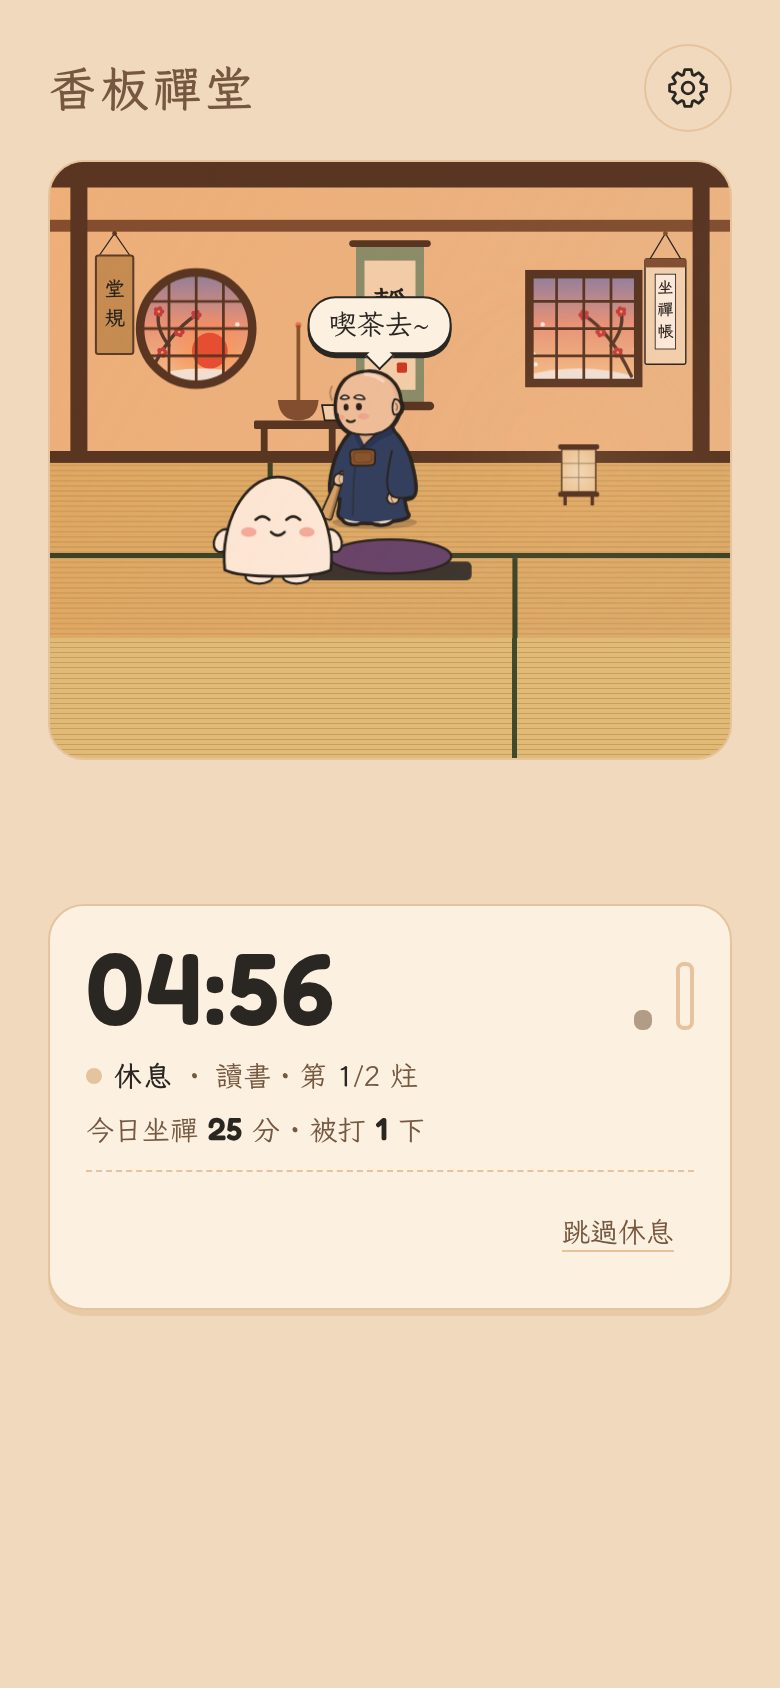 香板禪堂
堂規
喫茶去~
坐禪帳
04:56
休息 · 讀書 · 第 1/2 炷
今日坐禪 25 分 · 被打 1 下
跳過休息